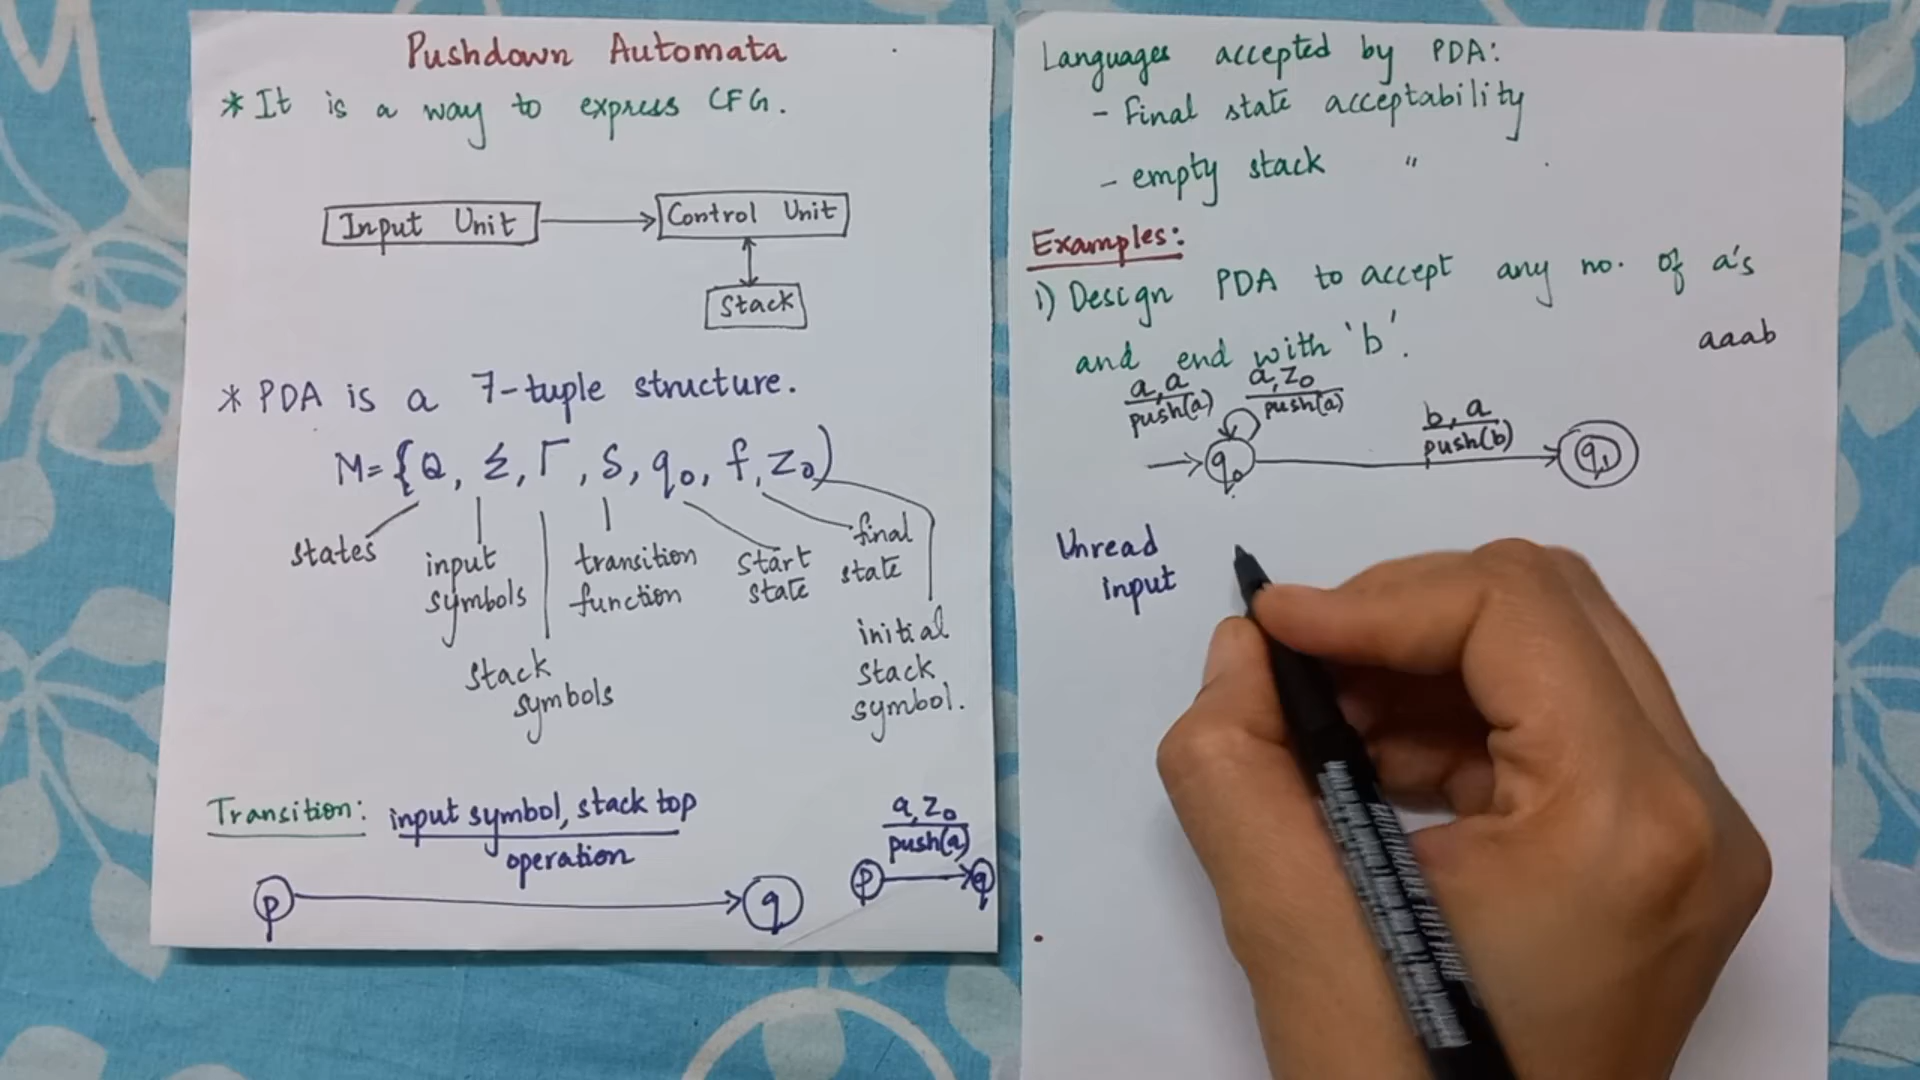 Pushdown Automata
* It is a way to express CFG.
Input Unit
Control Unit
Stack
* PDA is a 7-tuple structure.
M={Q, Σ, Γ, δ, q0, f, Z0)
states
input symbols
stack symbols
transition function
start state
final state
initial stack symbol.
Transition:
input symbol, stack top
operation
p
q
a, Z0
push(a)
p
q
Languages accepted by PDA:
- Final state acceptability
- empty stack "
Examples:
1) Design PDA to accept any no. of a's
and end with 'b'.
aaab
a, a
push(a)
a, Z0
push(a)
b, a
push(b)
q0
q1
Unread
input